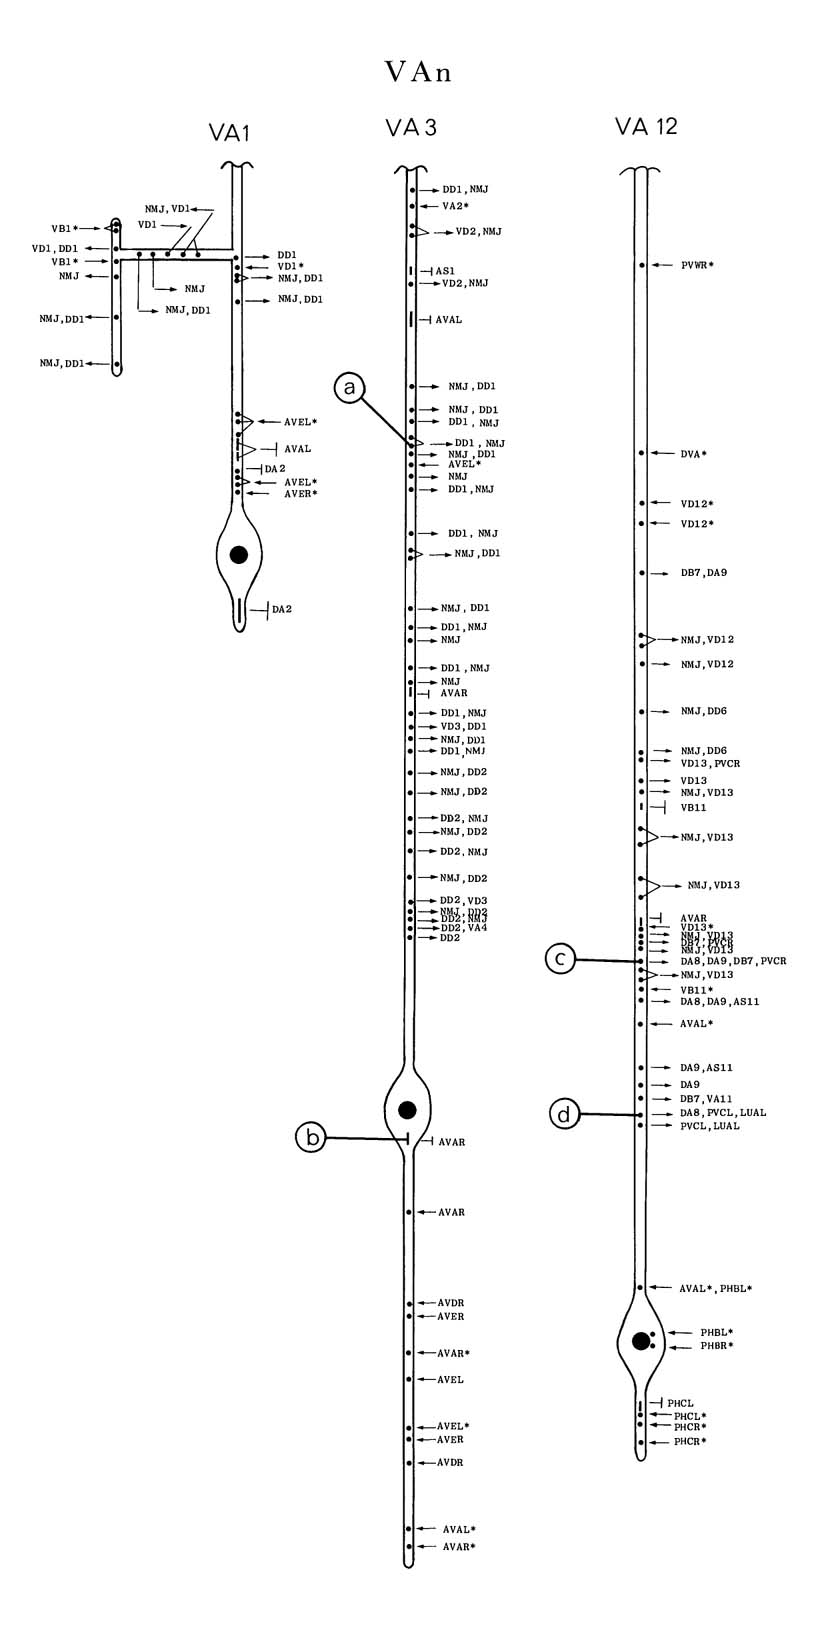 VAn
VA1
NMJ,VD1
VD1
VB1*
VD1,DD1
VB1*
NMJ
NMJ
NMJ,DD1
NMJ,DD1
NMJ,DD1
DD1
VD1*
NMJ,DD1
NMJ,DD1
AVEL*
AVAL
DA2
AVEL*
AVER*
DA2
VA3
DD1,NMJ
VA2*
VD2,NMJ
AS1
VD2,NMJ
AVAL
NMJ,DD1
a
NMJ,DD1
DD1,NMJ
DD1,NMJ
NMJ,DD1
AVEL*
NMJ
DD1,NMJ
DD1,NMJ
NMJ,DD1
NMJ,DD1
DD1,NMJ
NMJ
DD1,NMJ
NMJ
AVAR
DD1,NMJ
VD3,DD1
NMJ,DD1
DD1,NMJ
NMJ,DD2
NMJ,DD2
DD2,NMJ
NMJ,DD2
DD2,NMJ
NMJ,DD2
DD2,VD3
NMJ,DD2
DD2,NMJ
DD2,VA4
DD2
b
AVAR
AVAR
AVDR
AVER
AVAR*
AVEL
AVEL*
AVER
AVDR
AVAL*
AVAR*
VA12
PVWR*
DVA*
VD12*
VD12*
DB7,DA9
NMJ,VD12
NMJ,VD12
NMJ,DD6
NMJ,DD6
VD13,PVCR
VD13
NMJ,VD13
VB11
NMJ,VD13
NMJ,VD13
AVAR
VD13*
NMJ,VD13
DB7,PVCR
NMJ,VD13
c
DA8,DA9,DB7,PVCR
NMJ,VD13
VB11*
DA8,DA9,AS11
AVAL*
DA9,AS11
DA9
DB7,VA11
d
DA8,PVCL,LUAL
PVCL,LUAL
AVAL*,PHBL*
PHBL*
PHBR*
PHCL
PHCL*
PHCR*
PHCR*